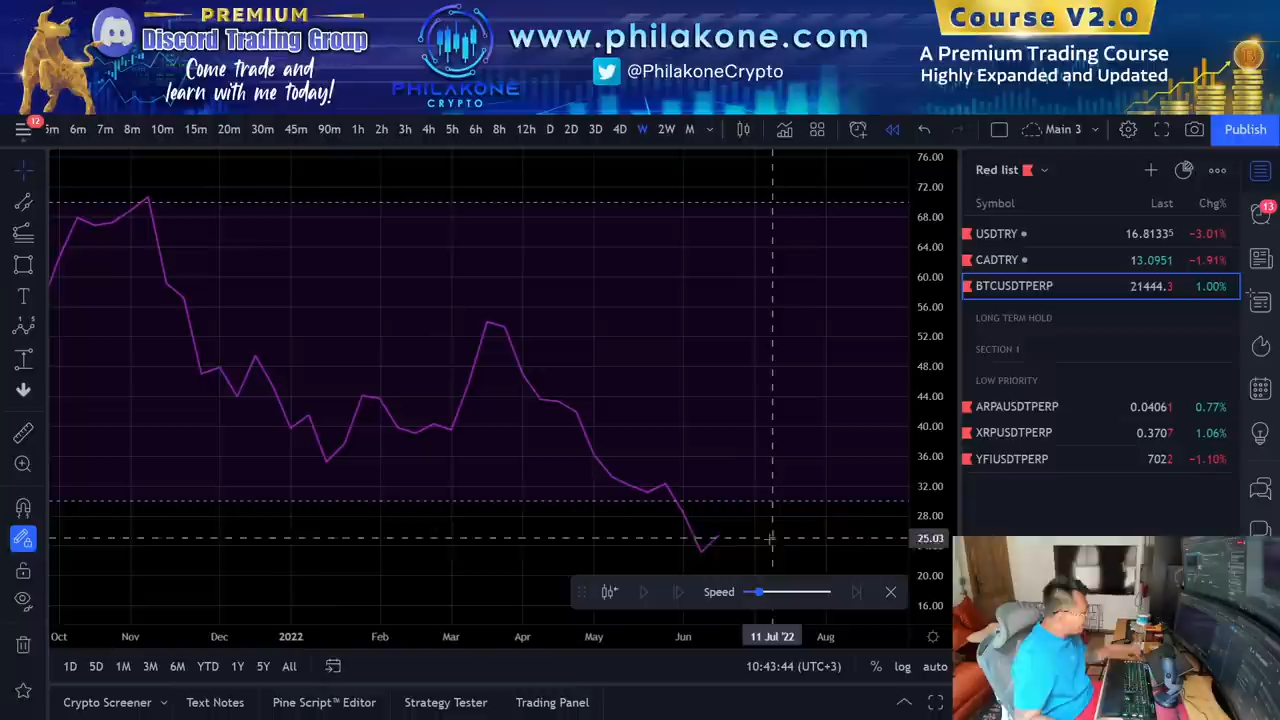 PREMIUM
Discord Trading Group
Come trade and
learn with me today!
PHILAKONE
CRYPTO
www.philakone.com
@PhilakoneCrypto
Course V2.0
A Premium Trading Course
Highly Expanded and Updated
12
5m 6m 7m 8m 10m 15m 20m 30m 45m 90m 1h 2h 3h 4h 5h 6h 8h 12h D 2D 3D 4D W 2W M
Main 3
Publish
76.00
72.00
68.00
64.00
60.00
56.00
52.00
48.00
44.00
40.00
36.00
32.00
28.00
25.03
20.00
16.00
Speed
Oct Nov Dec 2022 Feb Mar Apr May Jun 11 Jul '22 Aug
1D 5D 1M 3M 6M YTD 1Y 5Y All
10:43:44 (UTC+3) % log auto
Crypto Screener Text Notes Pine Script™ Editor Strategy Tester Trading Panel
Red list
Symbol Last Chg%
USDTRY 16.8133⁵ −3.01%
CADTRY 13.0951 −1.91%
BTCUSDTPERP 21444.3 1.00%
LONG TERM HOLD
SECTION 1
LOW PRIORITY
ARPAUSDTPERP 0.04061 0.77%
XRPUSDTPERP 0.3707 1.06%
YFIUSDTPERP 7022 −1.10%
13